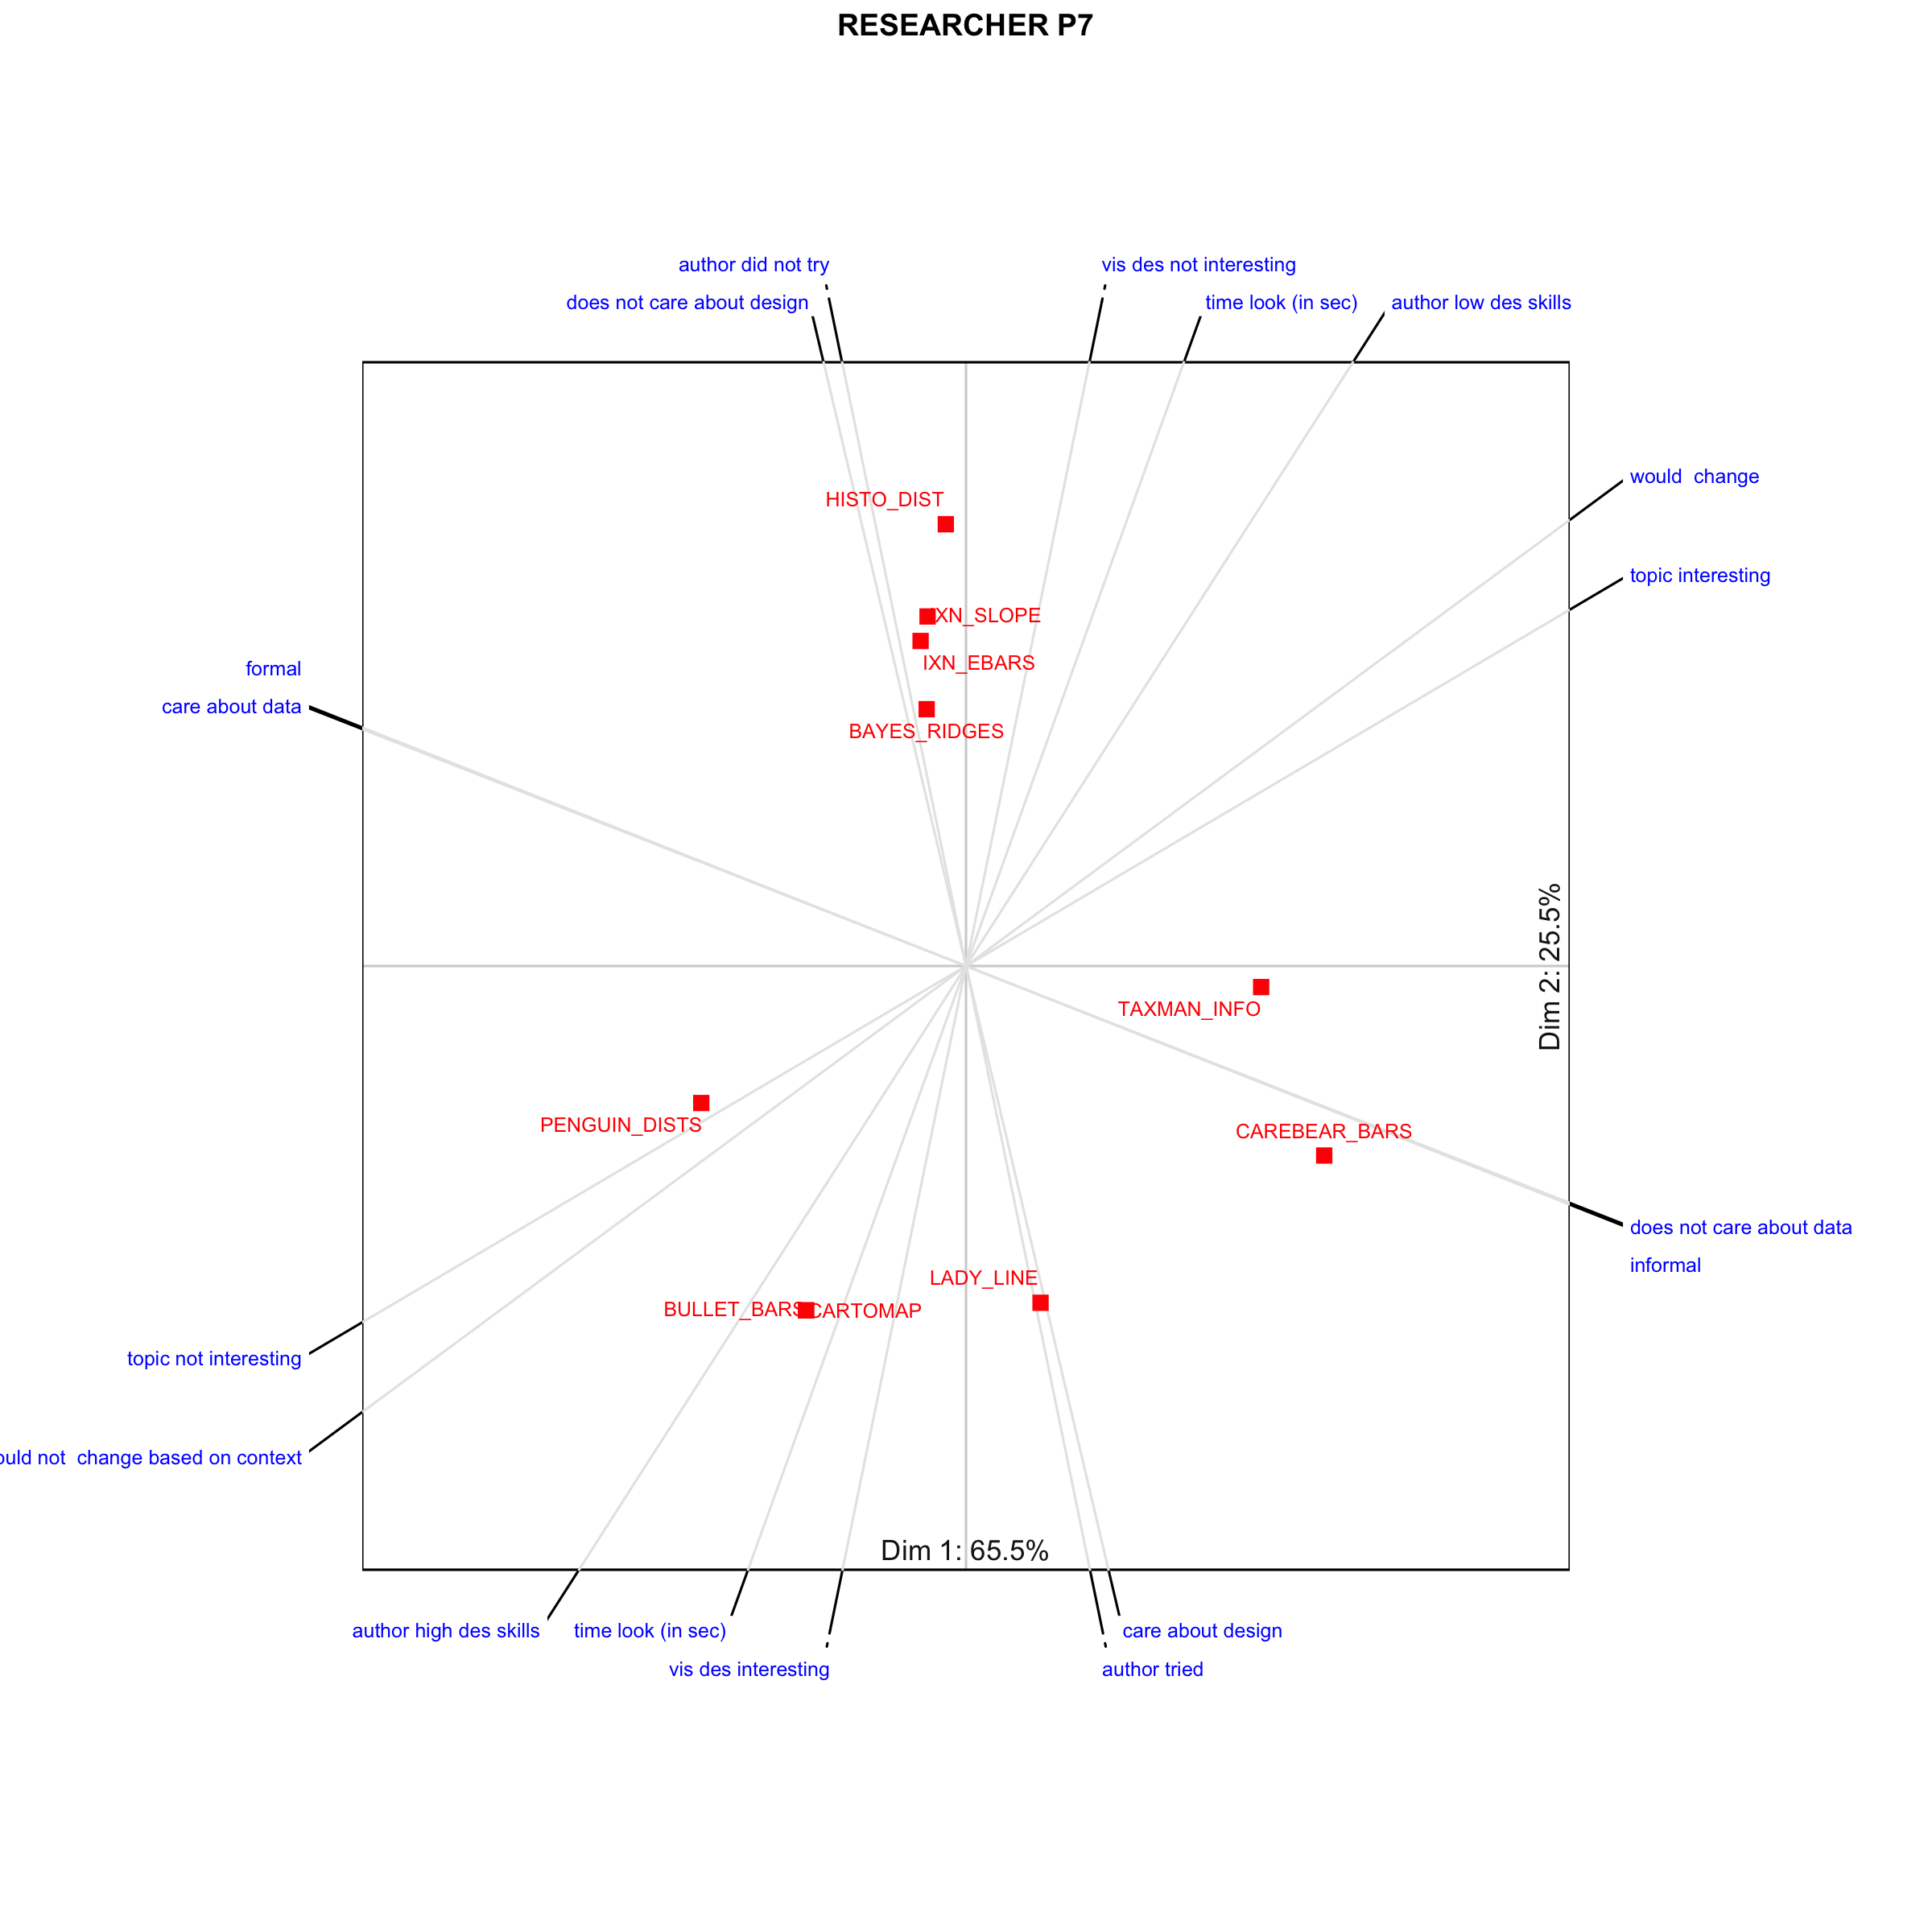 RESEARCHER P7
author did not try
vis des not interesting
does not care about design
time look (in sec)
author low des skills
would  change
HISTO_DIST
topic interesting
IXN_EBARS
formal
care about data
BAYES_RIDGES
Dim 2: 25.5%
TAXMAN_INFO
PENGUIN_DISTS
CAREBEAR_BARS
does not care about data
informal
LADY_LINE
BULLET_BARS
CARTOMAP
topic not interesting
not  change based on context
Dim 1: 65.5%
author high des skills
time look (in sec)
care about design
vis des interesting
author tried